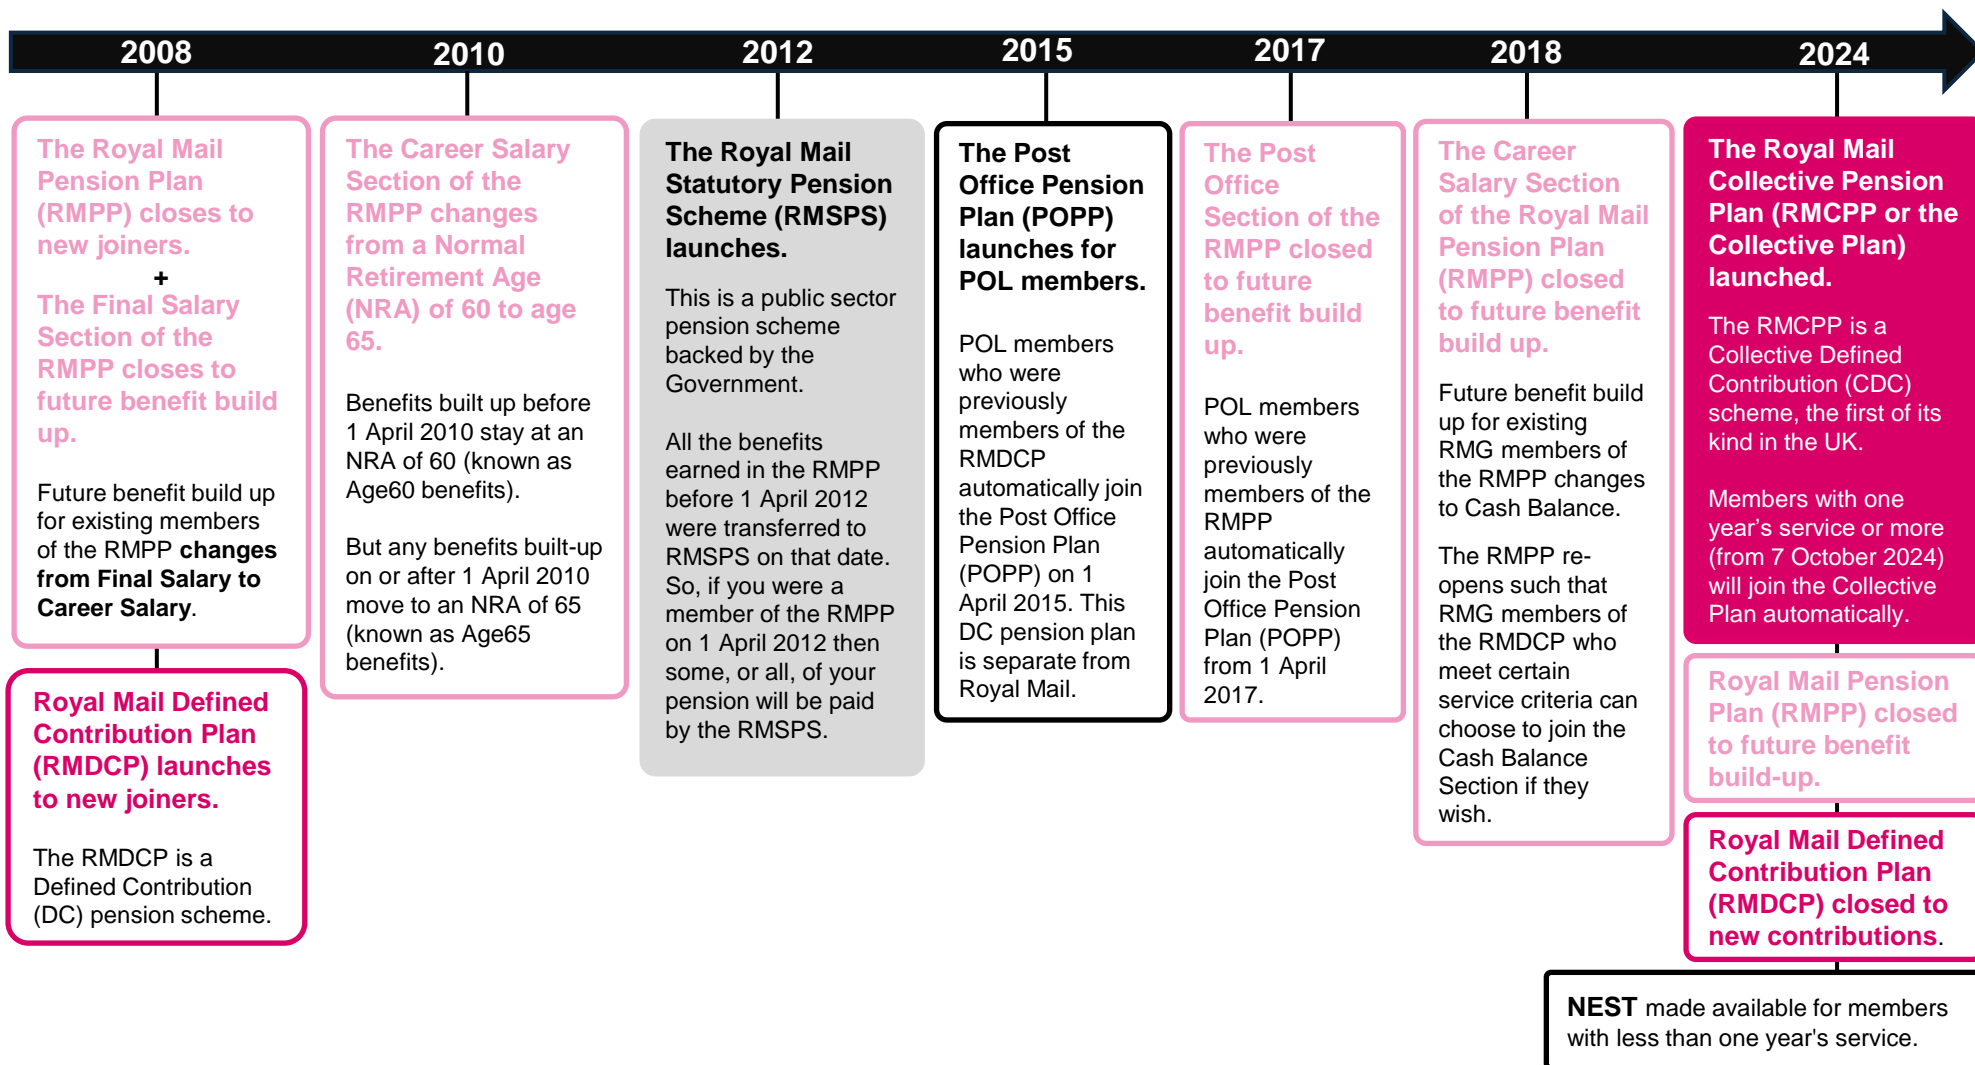 2008
2010
2012
2015
2017
2018
2024
The Royal Mail
Pension Plan
(RMPP) closes to
new joiners.
+
The Final Salary
Section of the
RMPP closes to
future benefit build
up.
Future benefit build up
for existing members
of the RMPP changes
from Final Salary to
Career Salary.
Royal Mail Defined
Contribution Plan
(RMDCP) launches
to new joiners.
The RMDCP is a
Defined Contribution
(DC) pension scheme.
The Career Salary
Section of the
RMPP changes
from a Normal
Retirement Age
(NRA) of 60 to age
65.
Benefits built up before
1 April 2010 stay at an
NRA of 60 (known as
Age60 benefits).
But any benefits built-up
on or after 1 April 2010
move to an NRA of 65
(known as Age65
benefits).
The Royal Mail
Statutory Pension
Scheme (RMSPS)
launches.
This is a public sector
pension scheme
backed by the
Government.
All the benefits
earned in the RMPP
before 1 April 2012
were transferred to
RMSPS on that date.
So, if you were a
member of the RMPP
on 1 April 2012 then
some, or all, of your
pension will be paid
by the RMSPS.
The Post
Office Pension
Plan (POPP)
launches for
POL members.
POL members
who were
previously
members of the
RMDCP
automatically join
the Post Office
Pension Plan
(POPP) on 1
April 2015. This
DC pension plan
is separate from
Royal Mail.
The Post
Office
Section of the
RMPP closed
to future
benefit build
up.
POL members
who were
previously
members of the
RMPP
automatically
join the Post
Office Pension
Plan (POPP)
from 1 April
2017.
The Career
Salary Section
of the Royal Mail
Pension Plan
(RMPP) closed
to future benefit
build up.
Future benefit build
up for existing
RMG members of
the RMPP changes
to Cash Balance.
The RMPP re-
opens such that
RMG members of
the RMDCP who
meet certain
service criteria can
choose to join the
Cash Balance
Section if they
wish.
The Royal Mail
Collective Pension
Plan (RMCPP or the
Collective Plan)
launched.
The RMCPP is a
Collective Defined
Contribution (CDC)
scheme, the first of its
kind in the UK.
Members with one
year's service or more
(from 7 October 2024)
will join the Collective
Plan automatically.
Royal Mail Pension
Plan (RMPP) closed
to future benefit
build-up.
Royal Mail Defined
Contribution Plan
(RMDCP) closed to
new contributions.
NEST made available for members
with less than one year's service.